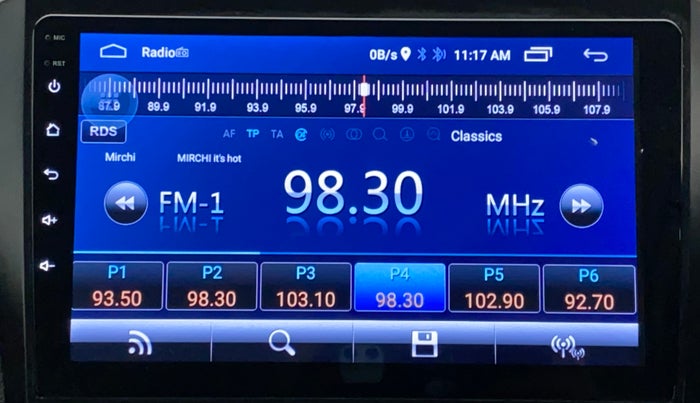 MIC
RST
Radio 0B/s 11:17 AM
87.9 89.9 91.9 93.9 95.9 97.9 99.9 101.9 103.9 105.9 107.9
RDS AF TP TA Classics
Mirchi MIRCHI it's hot
FM-1 98.30 MHz
P1 P2 P3 P4 P5 P6
93.50 98.30 103.10 98.30 102.90 92.70